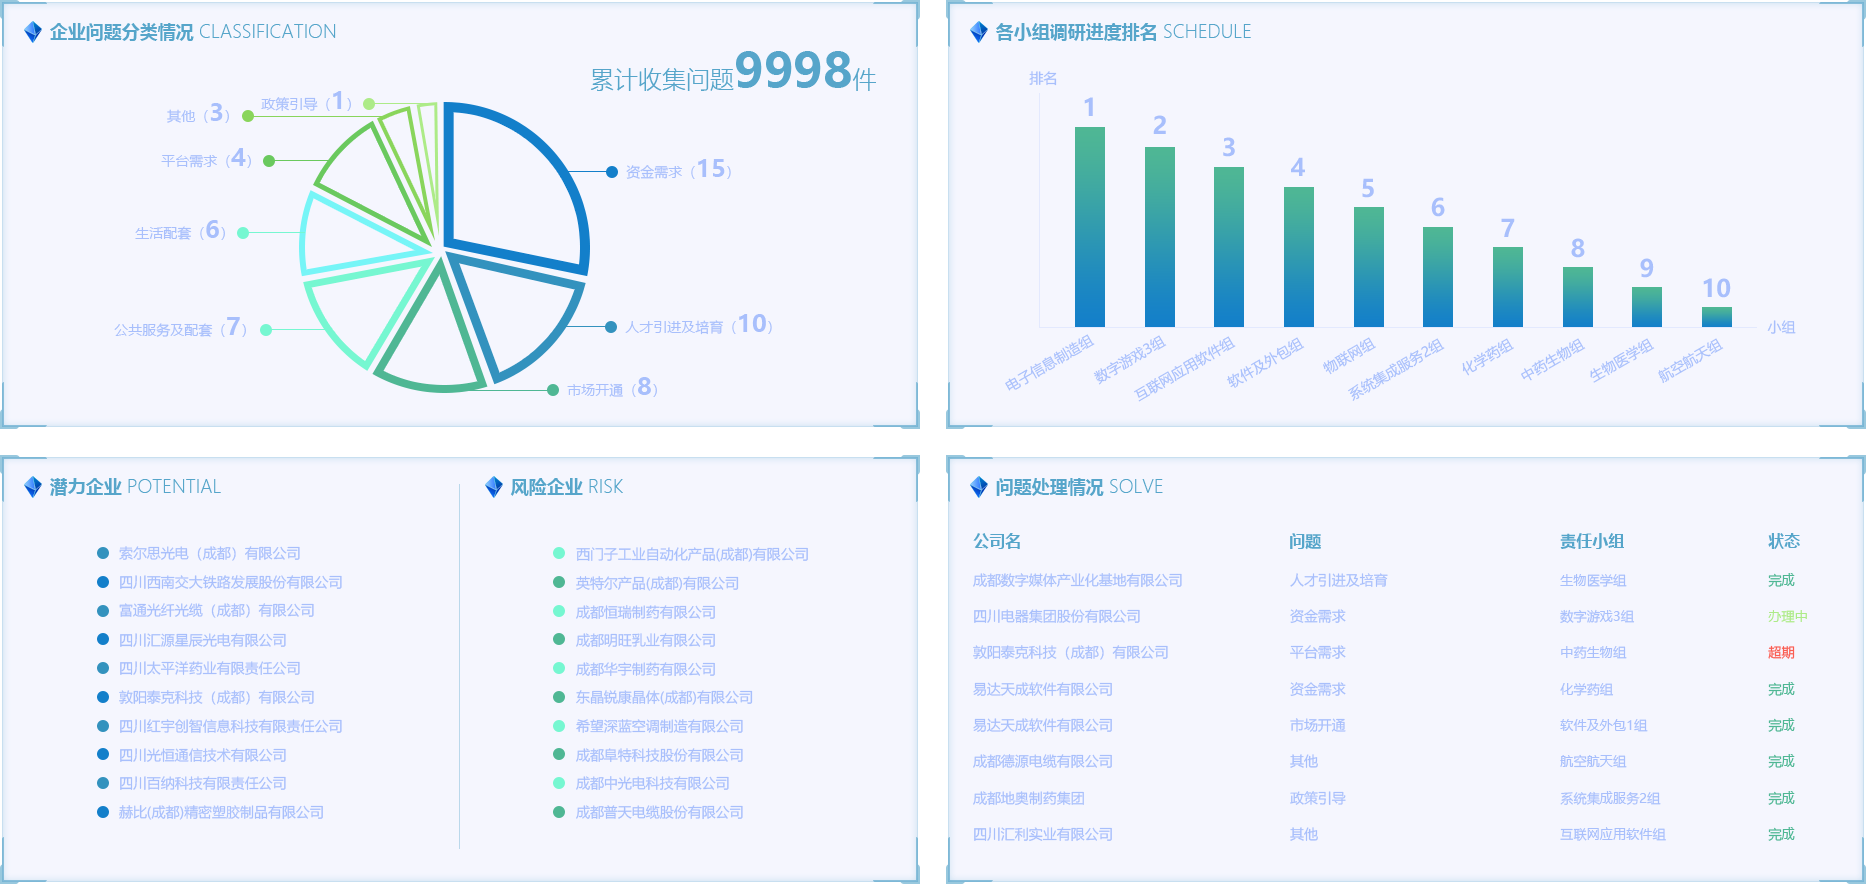 企业问题分类情况 CLASSIFICATION
累计收集问题9998件
政策引导（1）
其他（3）
平台需求（4）
生活配套（6）
公共服务及配套（7）
资金需求（15）
人才引进及培育（10）
市场开通（8）
各小组调研进度排名 SCHEDULE
排名
1
2
3
4
5
6
7
8
9
10
小组
电子信息制造组
数字游戏3组
互联网应用软件组
软件及外包组
物联网组
系统集成服务2组
化学药组
中药生物组
生物医学组
航空航天组
潜力企业 POTENTIAL
索尔思光电（成都）有限公司
四川西南交大铁路发展股份有限公司
富通光纤光缆（成都）有限公司
四川汇源星辰光电有限公司
四川太平洋药业有限责任公司
敦阳泰克科技（成都）有限公司
四川红宇创智信息科技有限责任公司
四川光恒通信技术有限公司
四川百纳科技有限责任公司
赫比(成都)精密塑胶制品有限公司
风险企业 RISK
西门子工业自动化产品(成都)有限公司
英特尔产品(成都)有限公司
成都恒瑞制药有限公司
成都明旺乳业有限公司
成都华宇制药有限公司
东晶锐康晶体(成都)有限公司
希望深蓝空调制造有限公司
成都阜特科技股份有限公司
成都中光电科技有限公司
成都普天电缆股份有限公司
问题处理情况 SOLVE
公司名 问题 责任小组 状态
成都数字媒体产业化基地有限公司 人才引进及培育 生物医学组 完成
四川电器集团股份有限公司 资金需求 数字游戏3组 办理中
敦阳泰克科技（成都）有限公司 平台需求 中药生物组 超期
易达天成软件有限公司 资金需求 化学药组 完成
易达天成软件有限公司 市场开通 软件及外包1组 完成
成都德源电缆有限公司 其他 航空航天组 完成
成都地奥制药集团 政策引导 系统集成服务2组 完成
四川汇利实业有限公司 其他 互联网应用软件组 完成